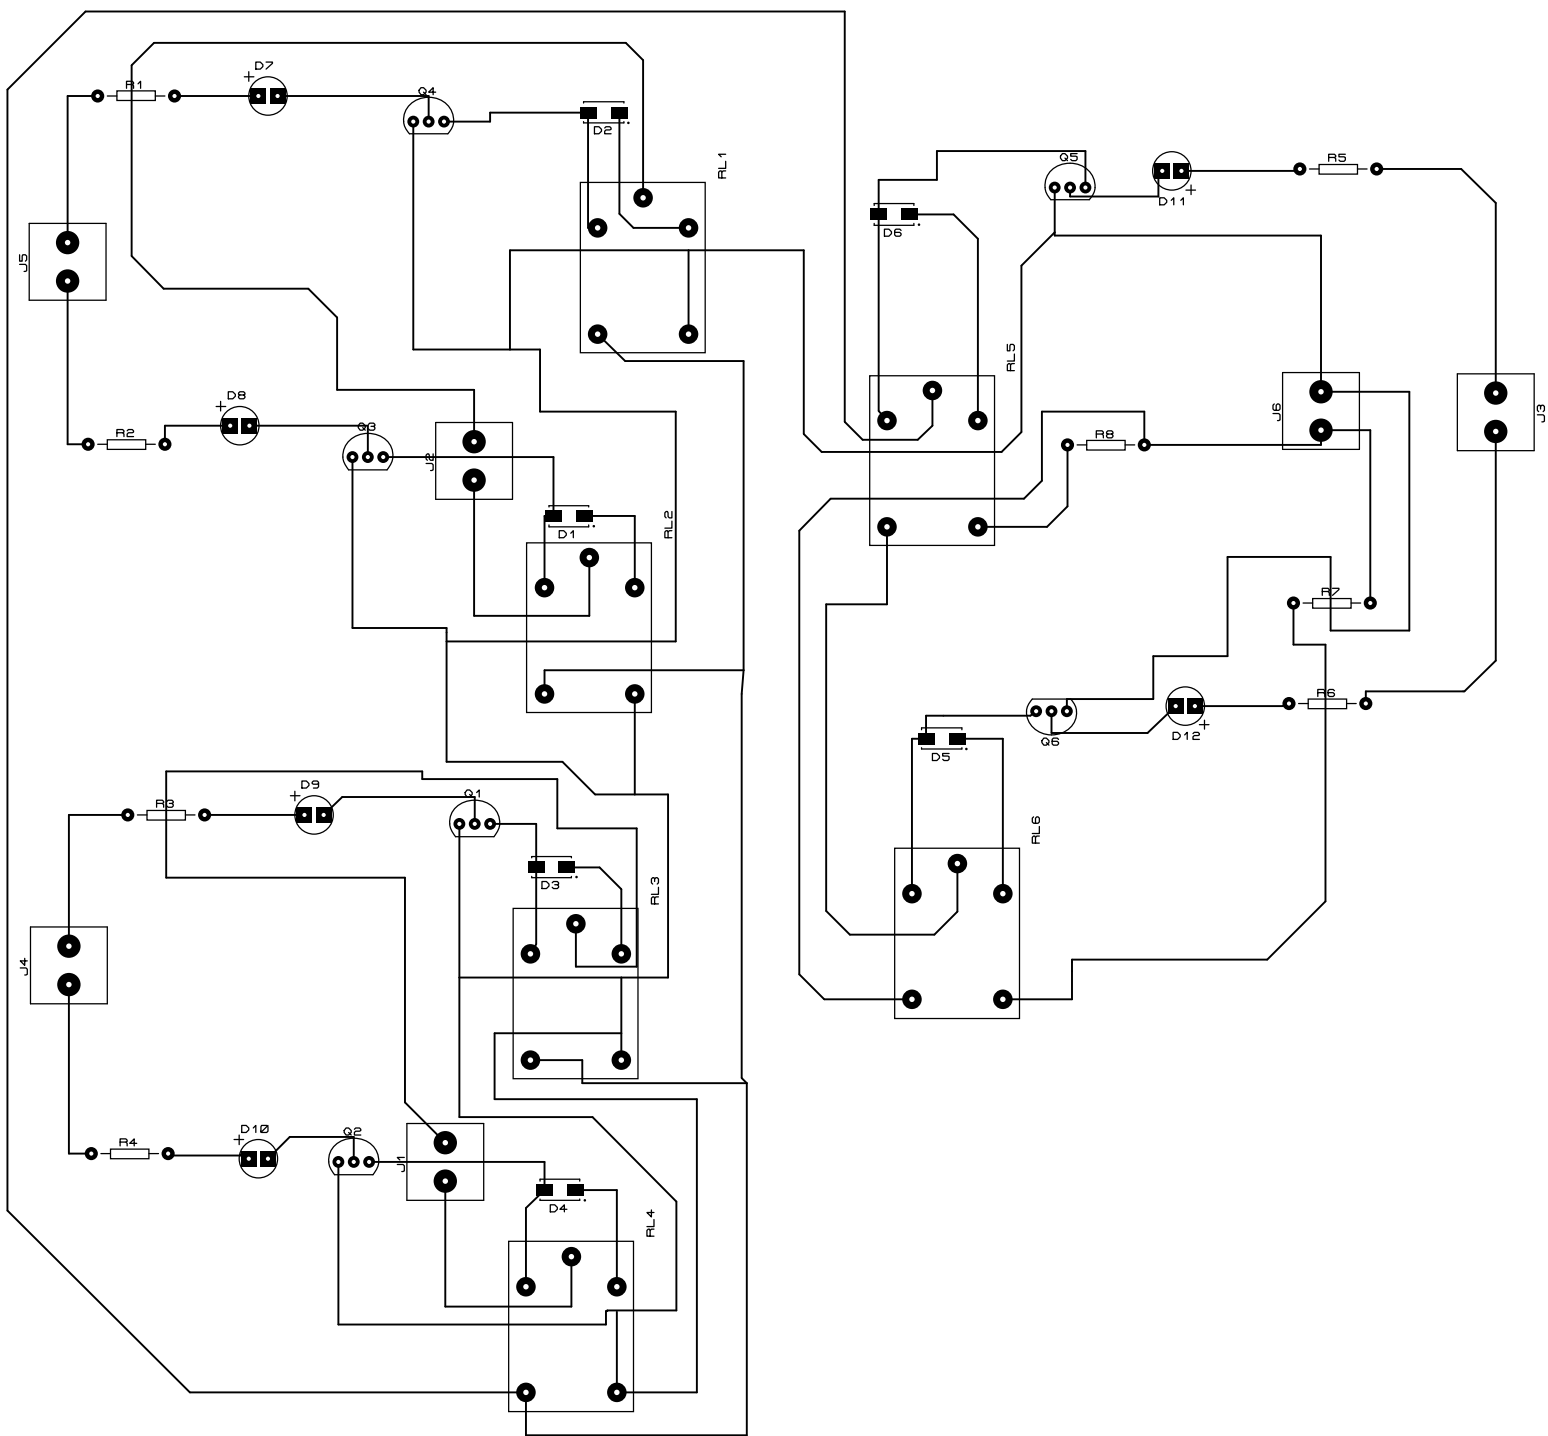 D7
+
R1
Q4
D2
RL1
Q5
R5
D11
+
J5
D6
RL5
D8
+
R2
Q3
J2
J6
J3
R8
D1
RL2
R7
R6
Q6
D12
+
D5
D9
+
R3
Q1
RL6
D3
RL3
J4
D10
+
R4
Q2
J1
D4
RL4